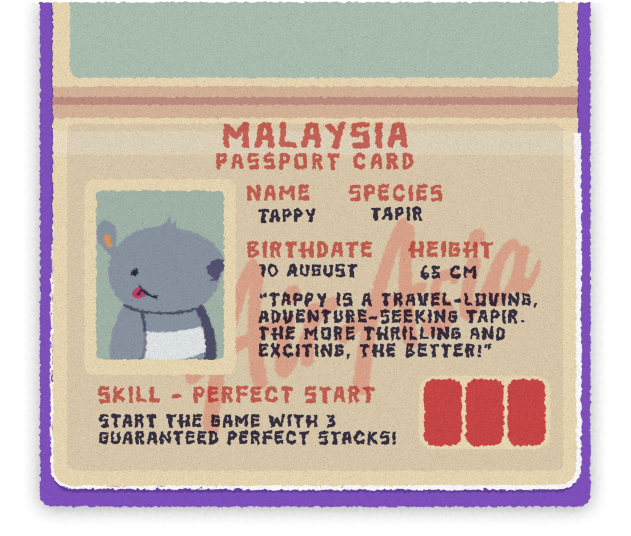 MALAYSIA
PASSPORT CARD
NAME SPECIES
TAPPY TAPIR
BIRTHDATE HEIGHT
10 AUGUST 65 CM
"TAPPY IS A TRAVEL-LOVING,
ADVENTURE-SEEKING TAPIR.
THE MORE THRILLING AND
EXCITING, THE BETTER!"
Air Asia
SKILL - PERFECT START
START THE GAME WITH 3
GUARANTEED PERFECT STACKS!